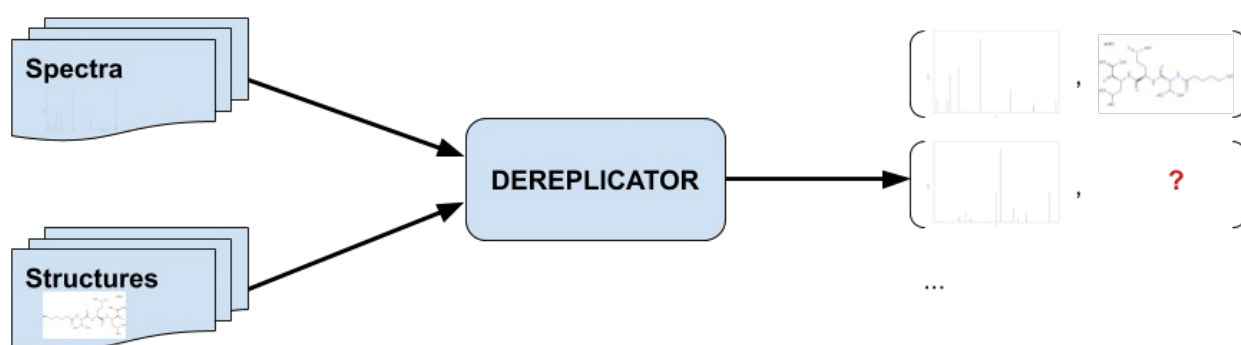 Spectra
,
DEREPLICATOR
,
?
Structures
...